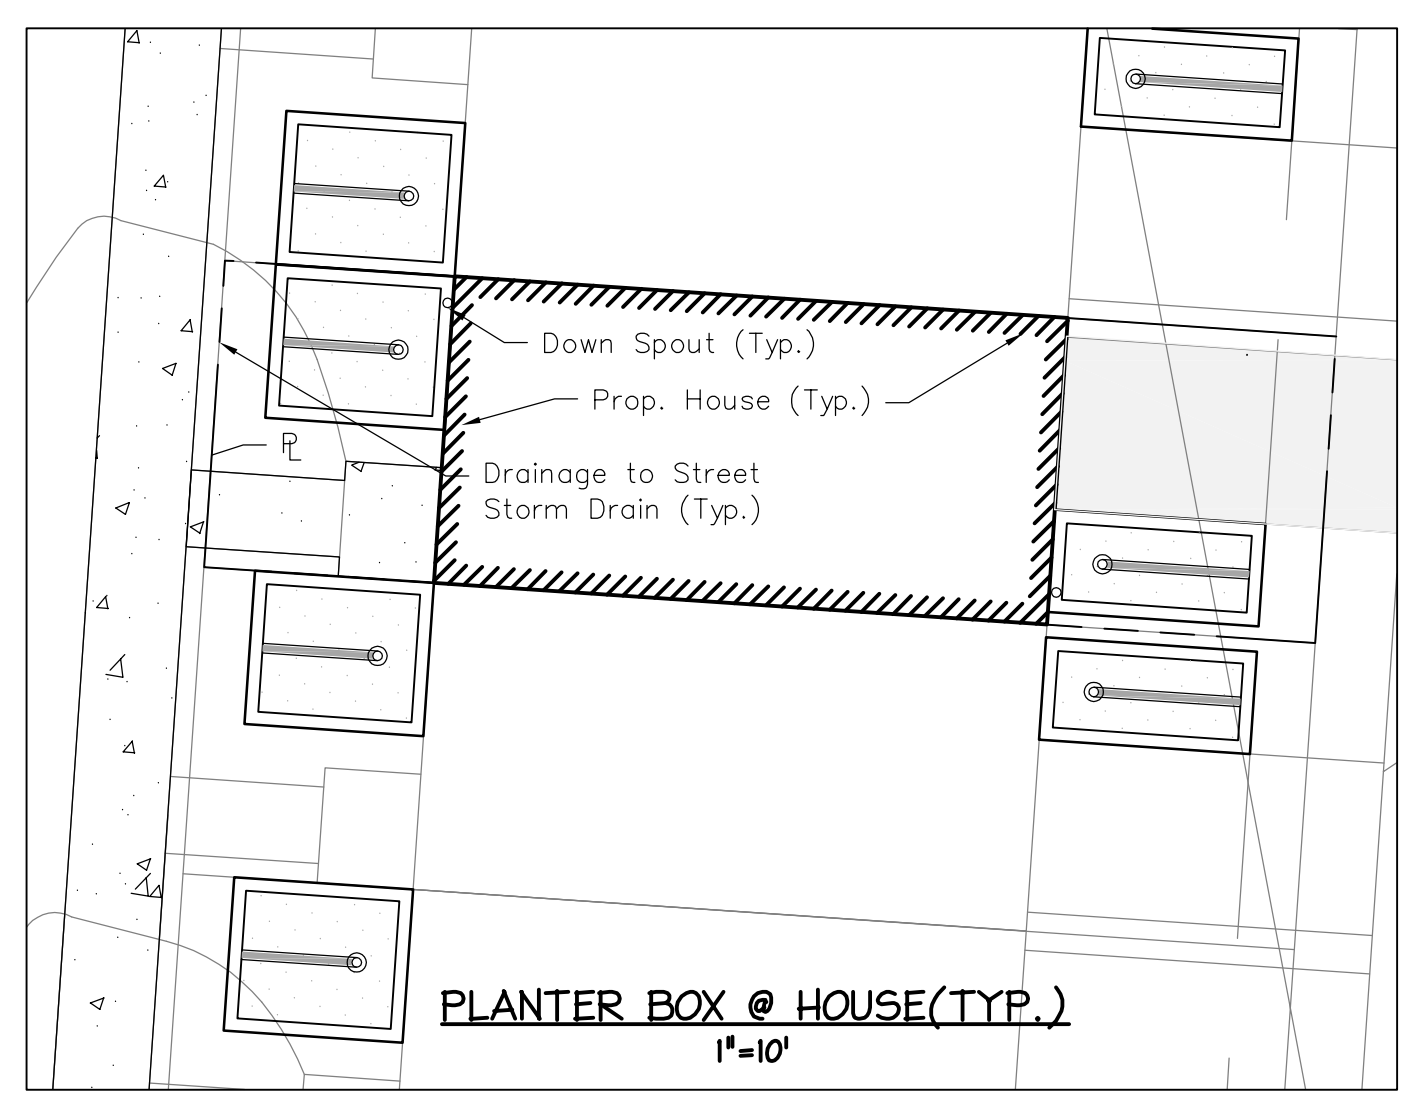 Down Spout (Typ.)
Prop. House (Typ.)
PL
Drainage to Street
Storm Drain (Typ.)
PLANTER BOX @ HOUSE(TYP.)
1"=10'